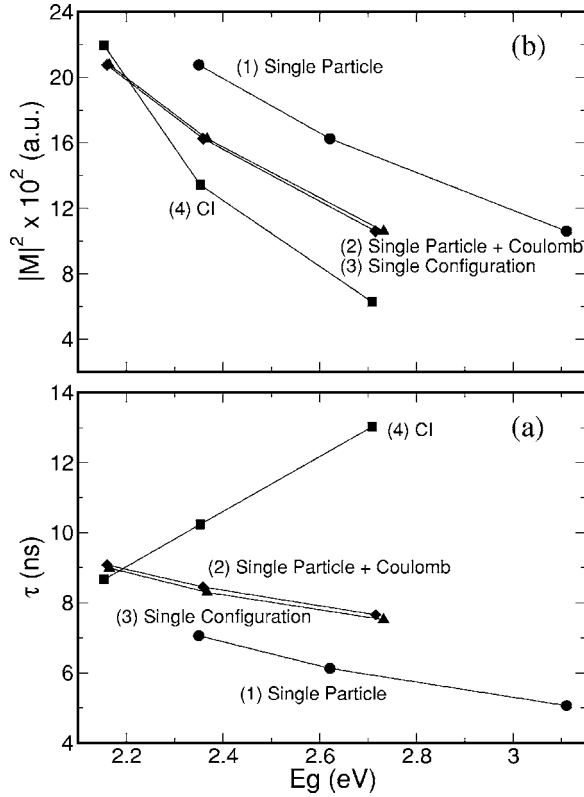 24
20
16
12
8
4
|M|² x 10² (a.u.)
(b)
(1) Single Particle
(4) CI
(2) Single Particle + Coulomb
(3) Single Configuration
14
12
10
8
6
4
τ (ns)
(a)
(4) CI
(2) Single Particle + Coulomb
(3) Single Configuration
(1) Single Particle
2.2 2.4 2.6 2.8 3
Eg (eV)